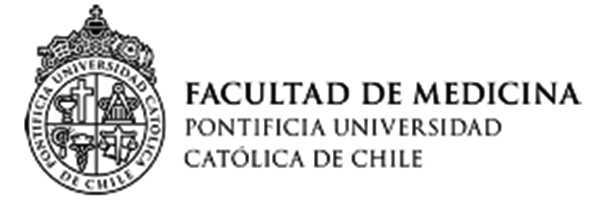 PONTIFICIA UNIVERSIDAD CATOLICA DE CHILE
FACULTAD DE MEDICINA
PONTIFICIA UNIVERSIDAD
CATÓLICA DE CHILE